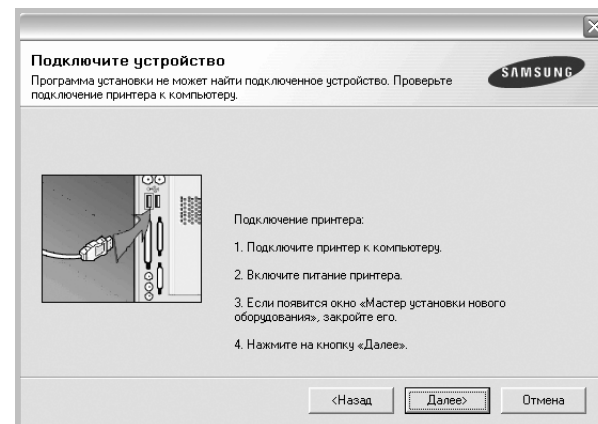 Подключите устройство
Программа установки не может найти подключенное устройство. Проверьте
подключение принтера к компьютеру.
SAMSUNG
Подключение принтера:
1. Подключите принтер к компьютеру.
2. Включите питание принтера.
3. Если появится окно «Мастер установки нового
оборудования», закройте его.
4. Нажмите на кнопку «Далее».
<Назад
Далее>
Отмена